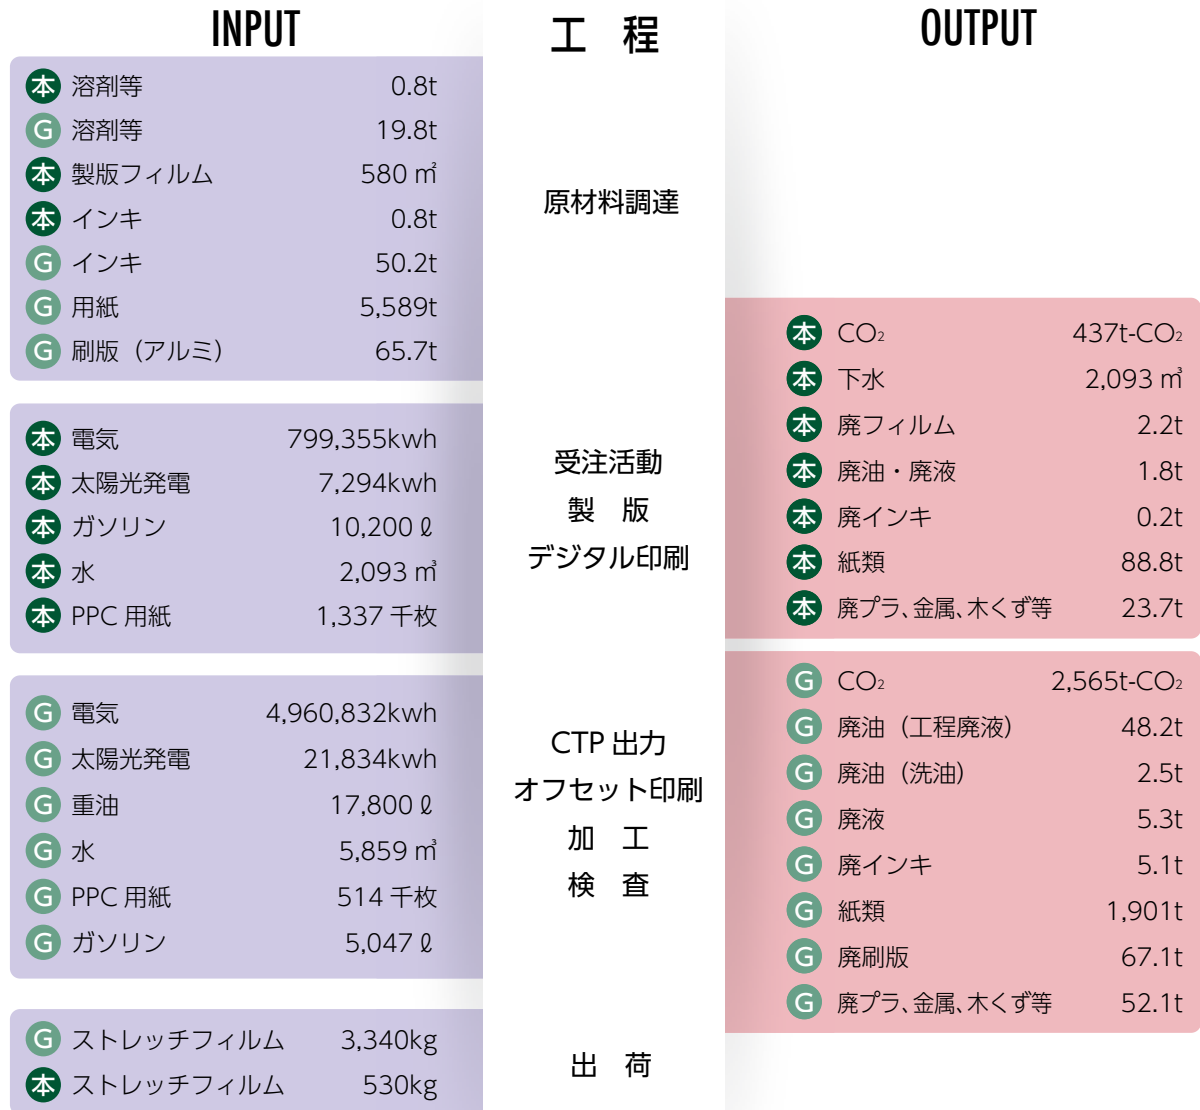 INPUT
本 溶剤等 0.8t
G 溶剤等 19.8t
本 製版フィルム 580 ㎡
本 インキ 0.8t
G インキ 50.2t
G 用紙 5,589t
G 刷版（アルミ） 65.7t
本 電気 799,355kwh
本 太陽光発電 7,294kwh
本 ガソリン 10,200 ℓ
本 水 2,093 ㎥
本 PPC 用紙 1,337 千枚
G 電気 4,960,832kwh
G 太陽光発電 21,834kwh
G 重油 17,800 ℓ
G 水 5,859 ㎥
G PPC 用紙 514 千枚
G ガソリン 5,047 ℓ
G ストレッチフィルム 3,340kg
本 ストレッチフィルム 530kg
工 程
原材料調達
受注活動
製 版
デジタル印刷
CTP 出力
オフセット印刷
加 工
検 査
出 荷
OUTPUT
本 CO₂ 437t-CO₂
本 下水 2,093 ㎥
本 廃フィルム 2.2t
本 廃油・廃液 1.8t
本 廃インキ 0.2t
本 紙類 88.8t
本 廃プラ、金属、木くず等 23.7t
G CO₂ 2,565t-CO₂
G 廃油（工程廃液） 48.2t
G 廃油（洗油） 2.5t
G 廃液 5.3t
G 廃インキ 5.1t
G 紙類 1,901t
G 廃刷版 67.1t
G 廃プラ、金属、木くず等 52.1t